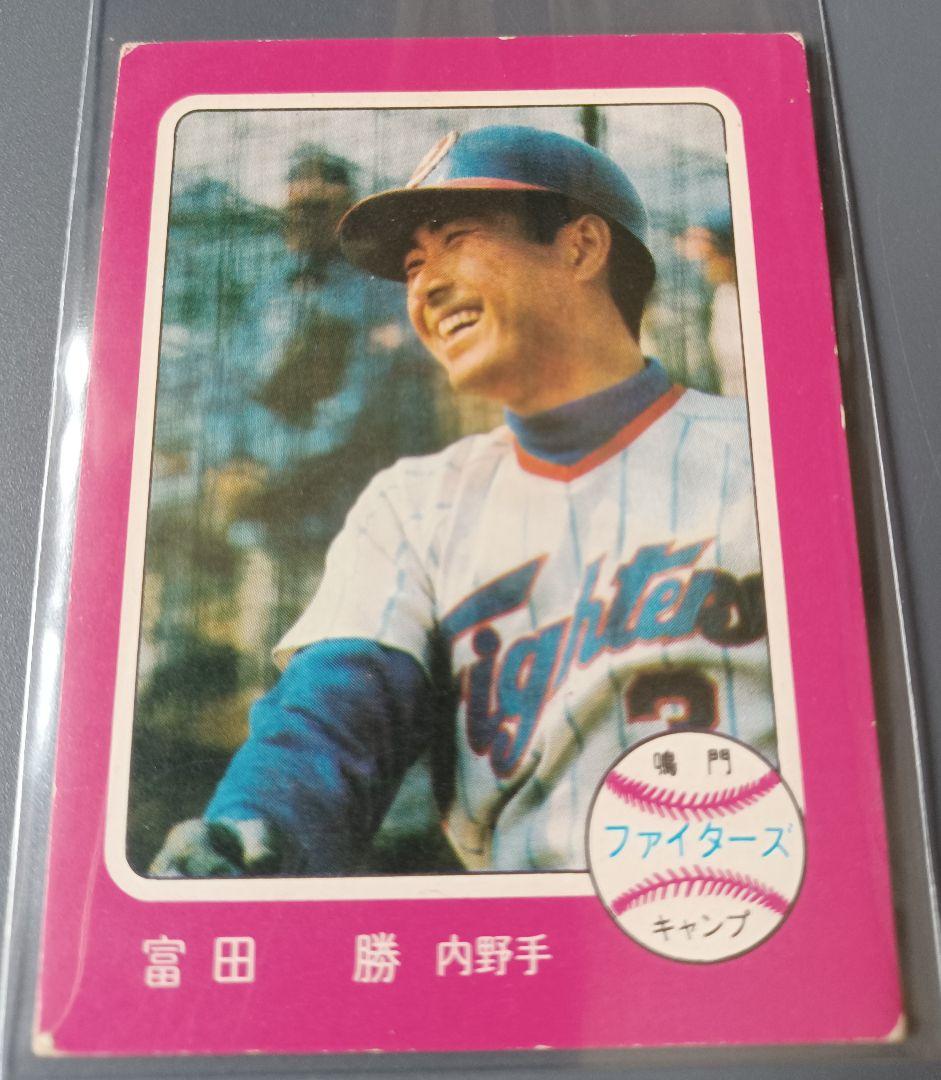 Fighters
2
鳴門
ファイターズ
キャンプ
富田 勝 内野手